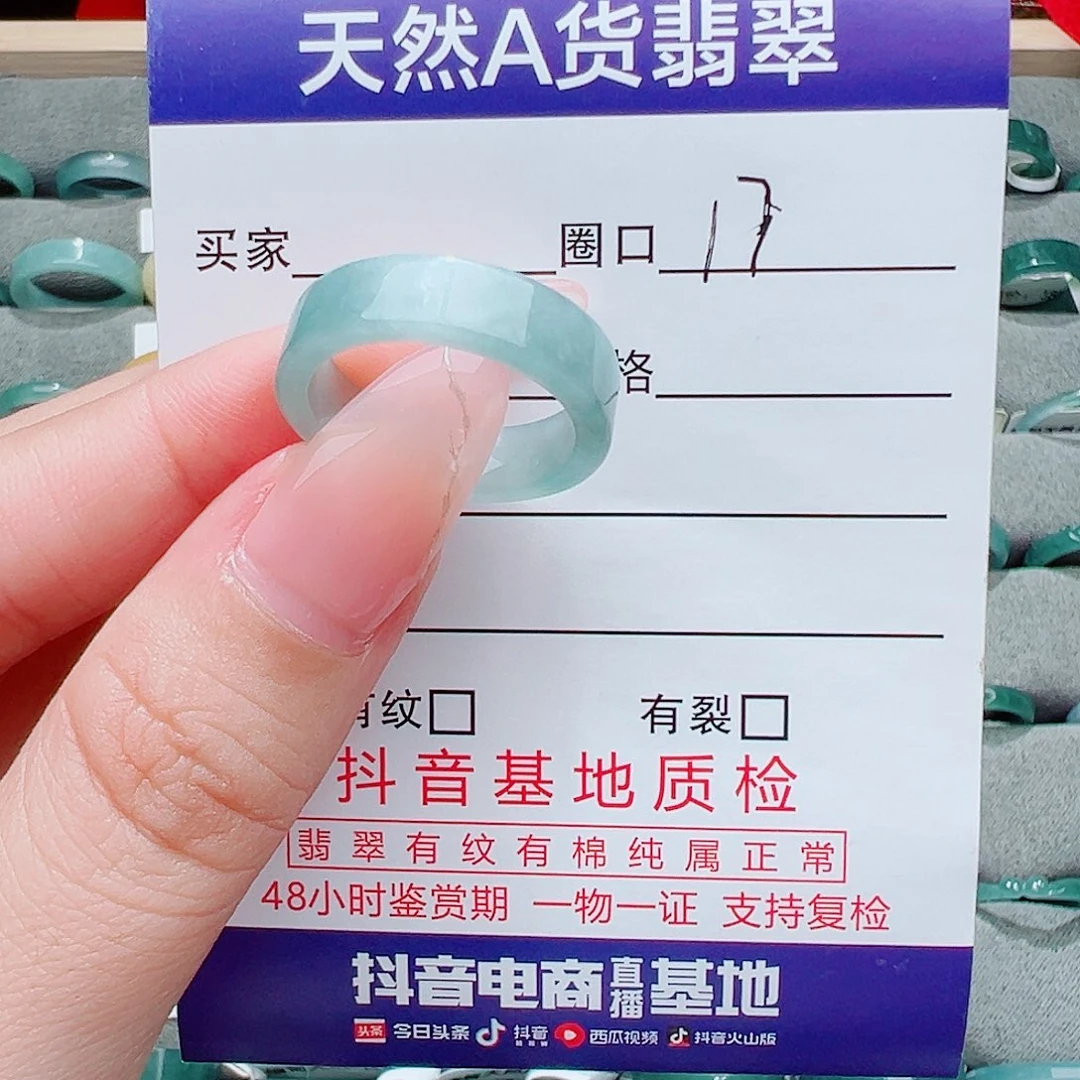 天然A货翡翠
买家 圈口 17
格
有纹□ 有裂□
抖音基地质检
翡翠有纹有棉纯属正常
48小时鉴赏期 一物一证 支持复检
抖音电商直播基地
头条 今日头条 抖音 西瓜视频 抖音火山版